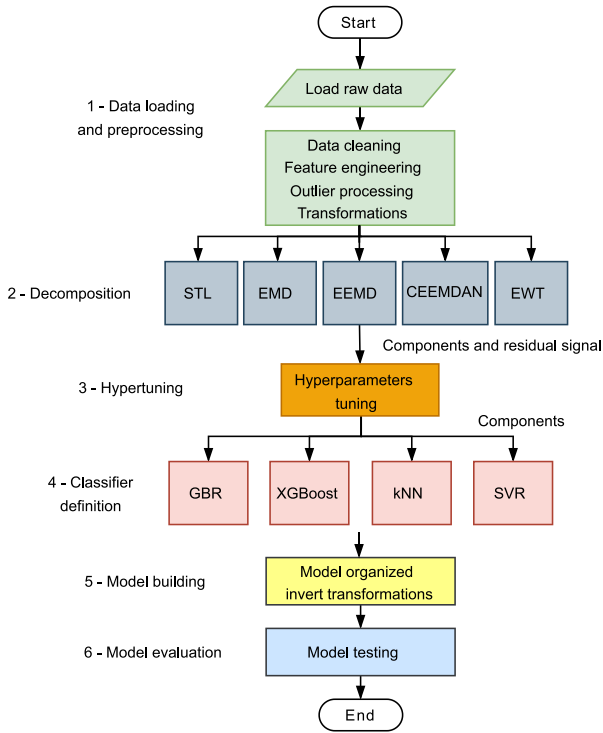 Start
Load raw data
1 - Data loading
and preprocessing
Data cleaning
Feature engineering
Outlier processing
Transformations
2 - Decomposition
STL
EMD
EEMD
CEEMDAN
EWT
Components and residual signal
3 - Hypertuning
Hyperparameters
tuning
Components
4 - Classifier
definition
GBR
XGBoost
kNN
SVR
5 - Model building
Model organized
invert transformations
6 - Model evaluation
Model testing
End